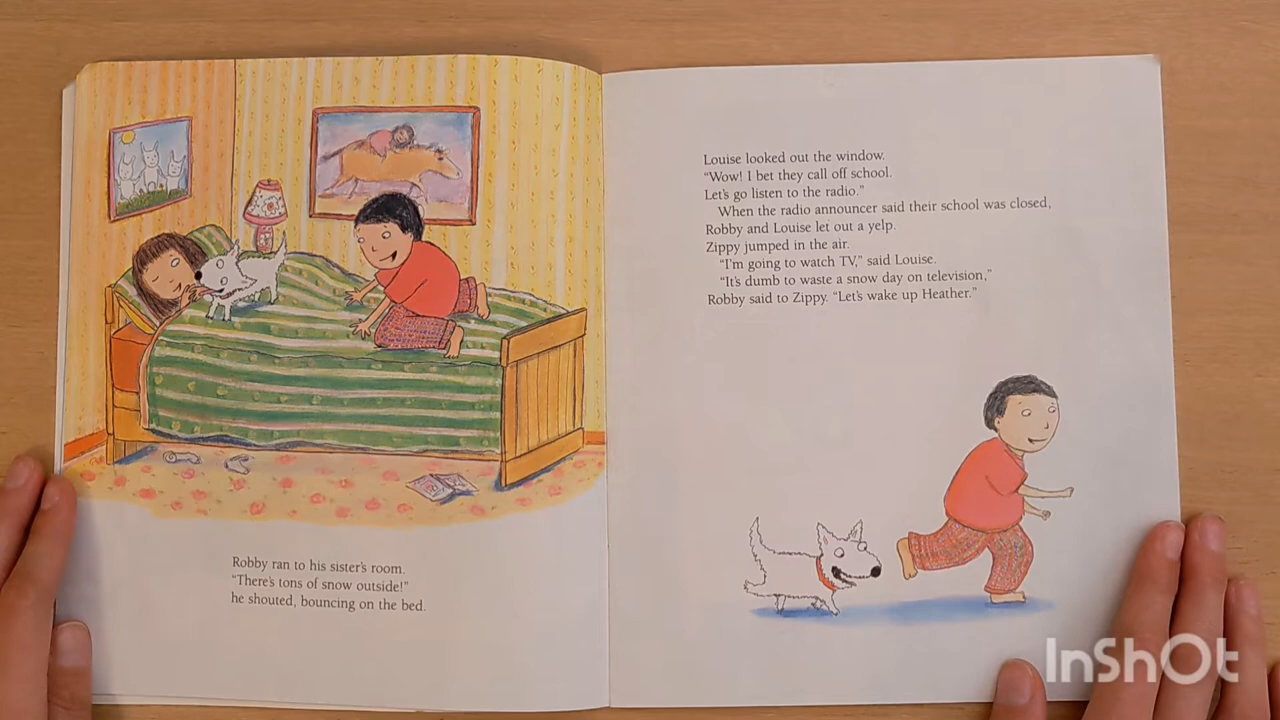 Robby ran to his sister's room.
"There's tons of snow outside!"
he shouted, bouncing on the bed.
Louise looked out the window.
"Wow! I bet they call off school.
Let's go listen to the radio."
When the radio announcer said their school was closed,
Robby and Louise let out a yelp.
Zippy jumped in the air.
"I'm going to watch TV," said Louise.
"It's dumb to waste a snow day on television,"
Robby said to Zippy. "Let's wake up Heather."
InShOt